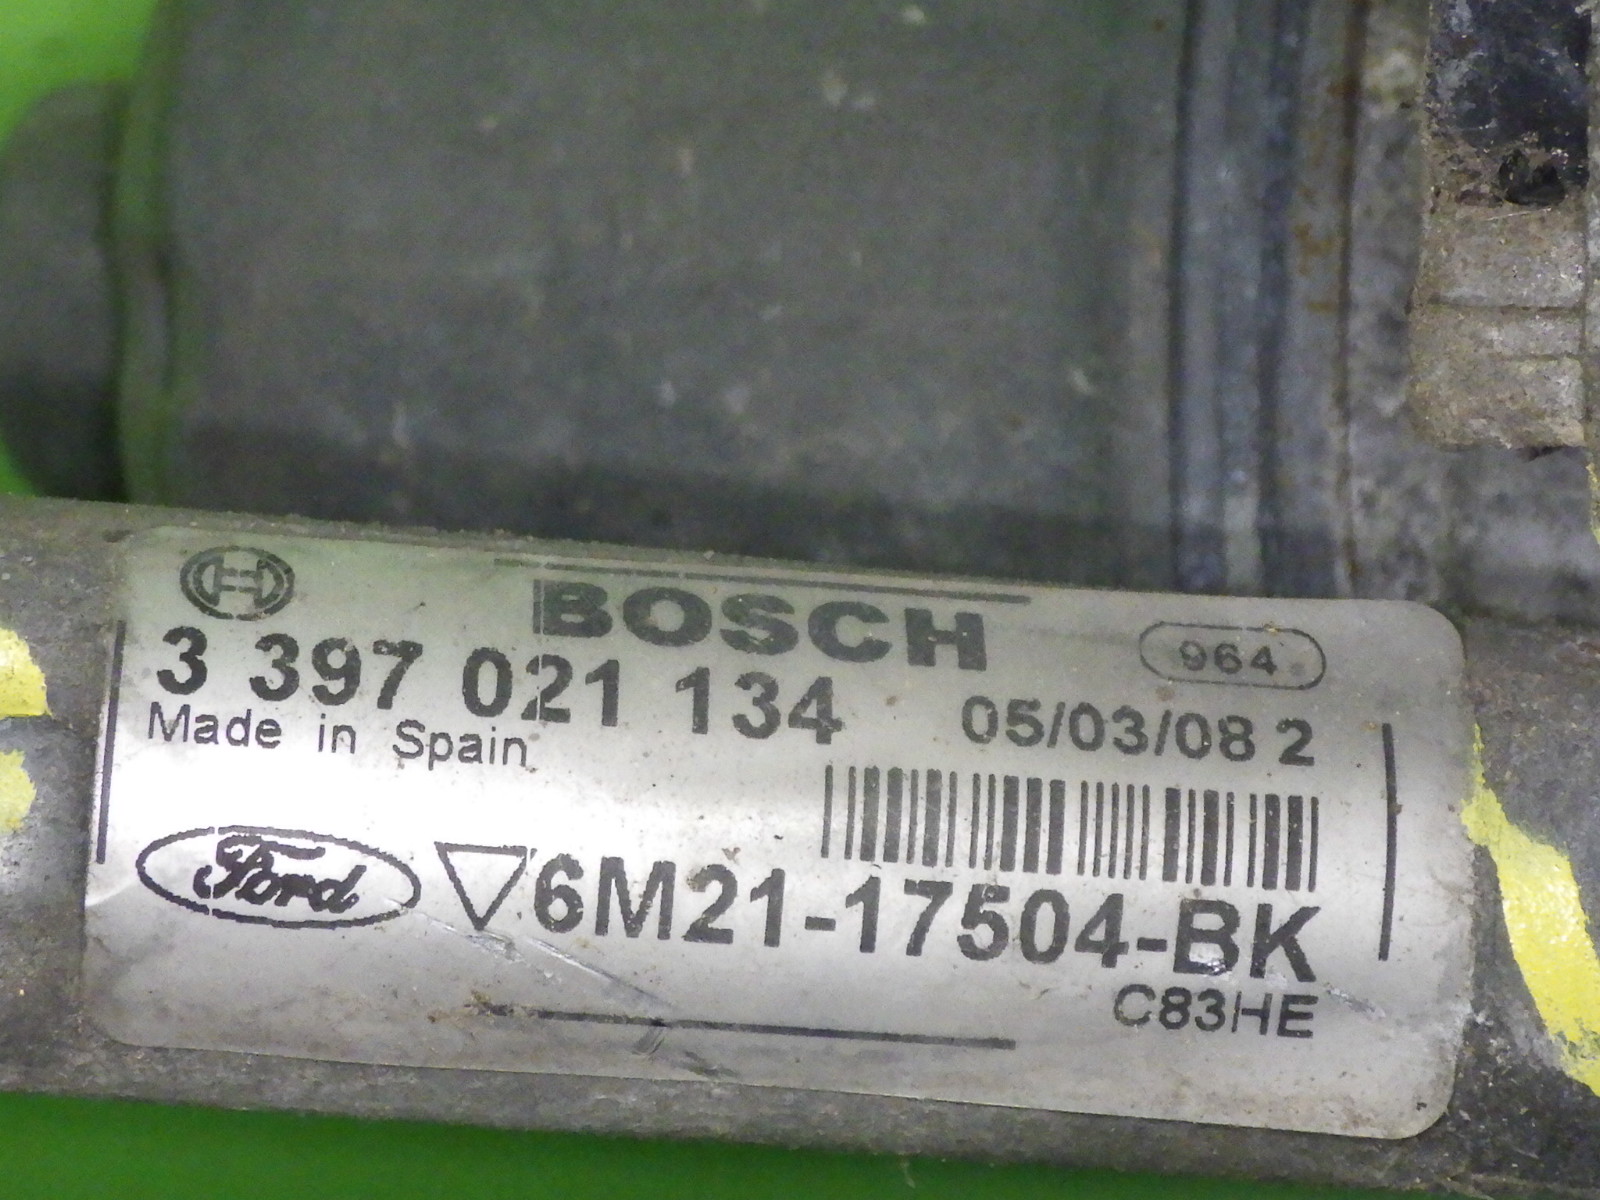 BOSCH
964
3 397 021 134
05/03/08 2
Made in Spain
Ford
6M21-17504-BK
C83HE